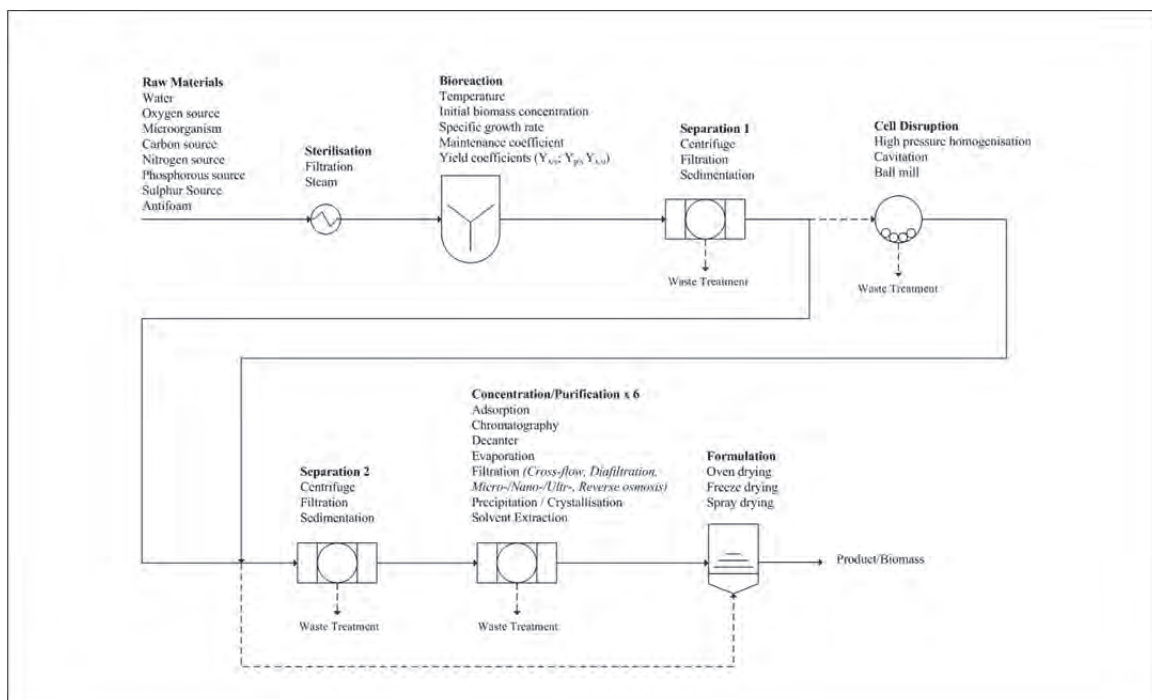 Raw Materials
Water
Oxygen source
Microorganism
Carbon source
Nitrogen source
Phosphorous source
Sulphur Source
Antifoam
Sterilisation
Filtration
Steam
Bioreaction
Temperature
Initial biomass concentration
Specific growth rate
Maintenance coefficient
Yield coefficients (Yx/s; Yp/s Yx/o)
Separation 1
Centrifuge
Filtration
Sedimentation
Waste Treatment
Cell Disruption
High pressure homogenisation
Cavitation
Ball mill
Waste Treatment
Separation 2
Centrifuge
Filtration
Sedimentation
Waste Treatment
Concentration/Purification x 6
Adsorption
Chromatography
Decanter
Evaporation
Filtration (Cross-flow, Diafiltration,
Micro-/Nano-/Ultr-, Reverse osmosis)
Precipitation / Crystallisation
Solvent Extraction
Waste Treatment
Formulation
Oven drying
Freeze drying
Spray drying
Product/Biomass